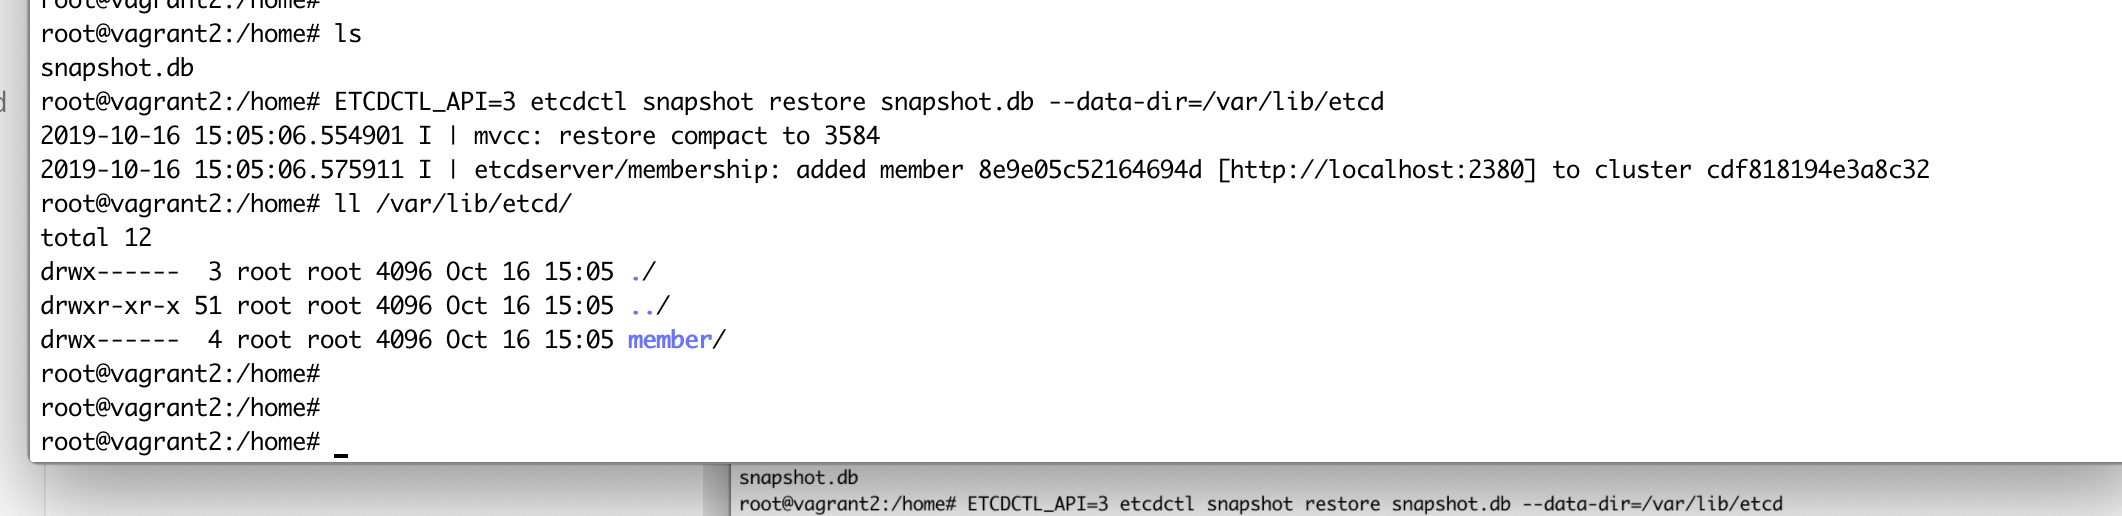 root@vagrant2:/home#
root@vagrant2:/home# ls
snapshot.db
root@vagrant2:/home# ETCDCTL_API=3 etcdctl snapshot restore snapshot.db --data-dir=/var/lib/etcd
2019-10-16 15:05:06.554901 I | mvcc: restore compact to 3584
2019-10-16 15:05:06.575911 I | etcdserver/membership: added member 8e9e05c52164694d [http://localhost:2380] to cluster cdf818194e3a8c32
root@vagrant2:/home# ll /var/lib/etcd/
total 12
drwx------  3 root root 4096 Oct 16 15:05 ./
drwxr-xr-x 51 root root 4096 Oct 16 15:05 ../
drwx------  4 root root 4096 Oct 16 15:05 member/
root@vagrant2:/home#
root@vagrant2:/home#
root@vagrant2:/home#
snapshot.db
root@vagrant2:/home# ETCDCTL_API=3 etcdctl snapshot restore snapshot.db --data-dir=/var/lib/etcd